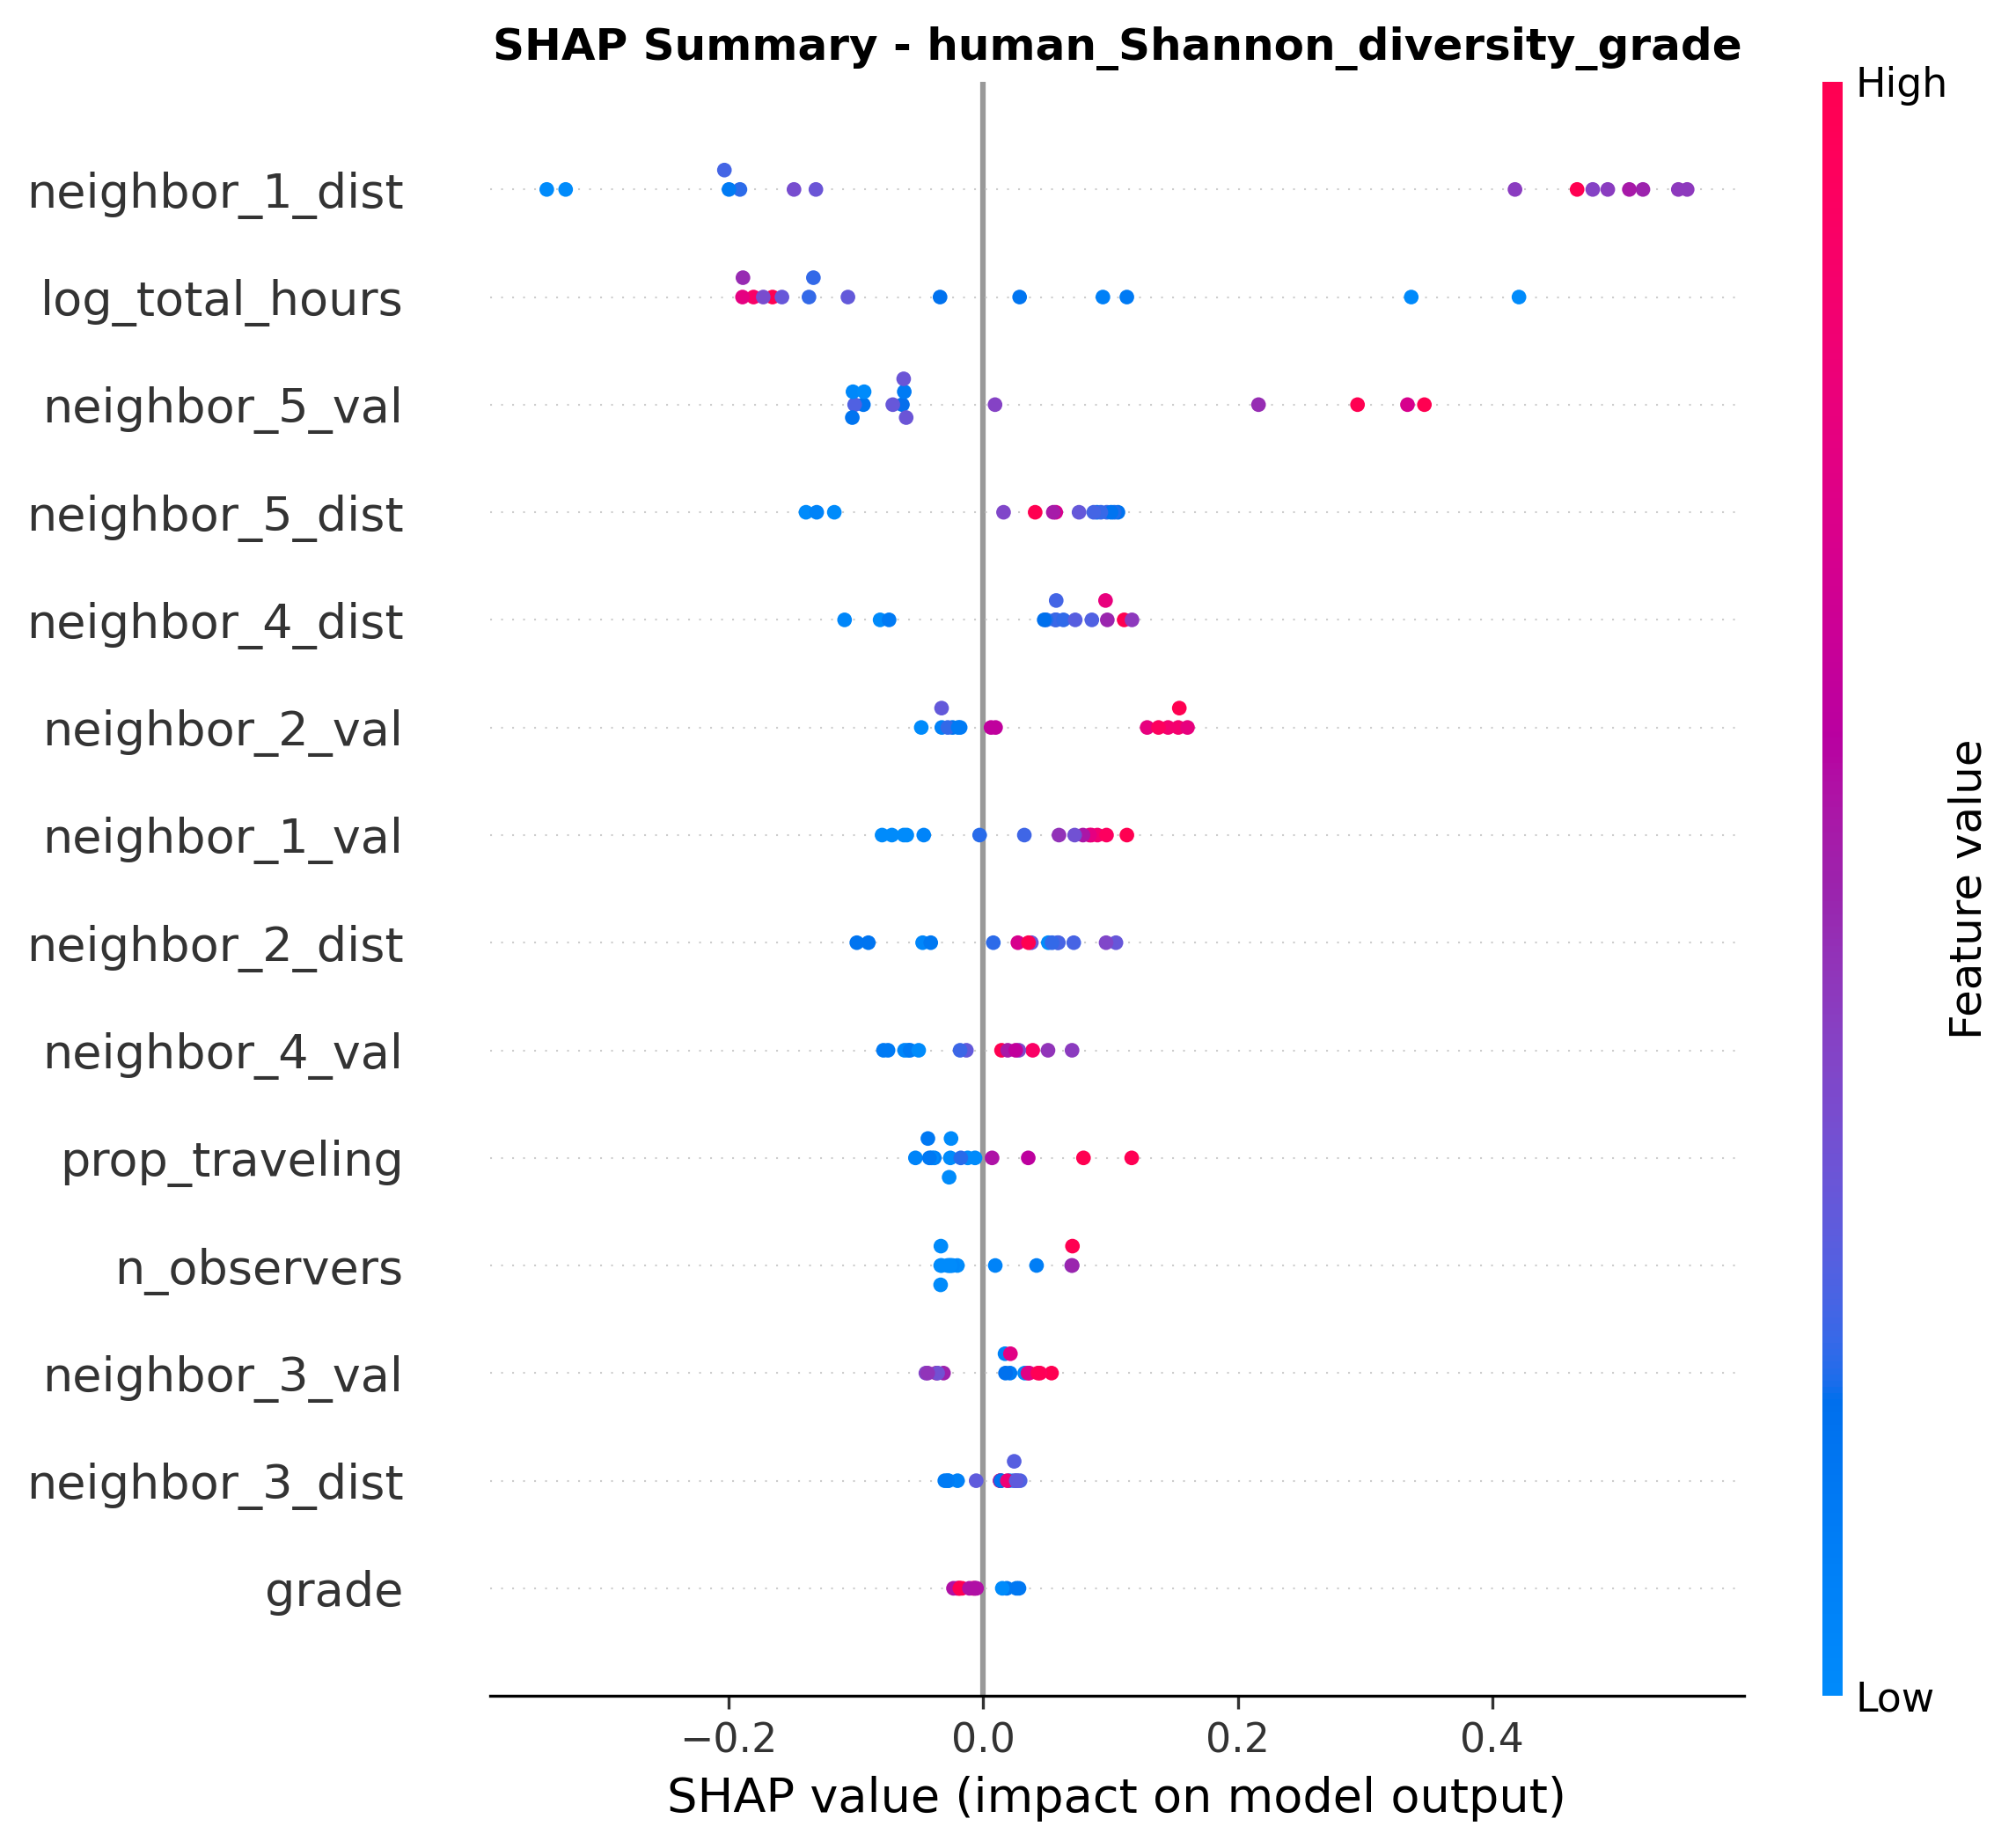 SHAP Summary - human_Shannon_diversity_grade
High
neighbor_1_dist
log_total_hours
neighbor_5_val
neighbor_5_dist
neighbor_4_dist
neighbor_2_val
neighbor_1_val
neighbor_2_dist
neighbor_4_val
prop_traveling
n_observers
neighbor_3_val
neighbor_3_dist
grade
Feature value
Low
−0.2 0.0 0.2 0.4
SHAP value (impact on model output)